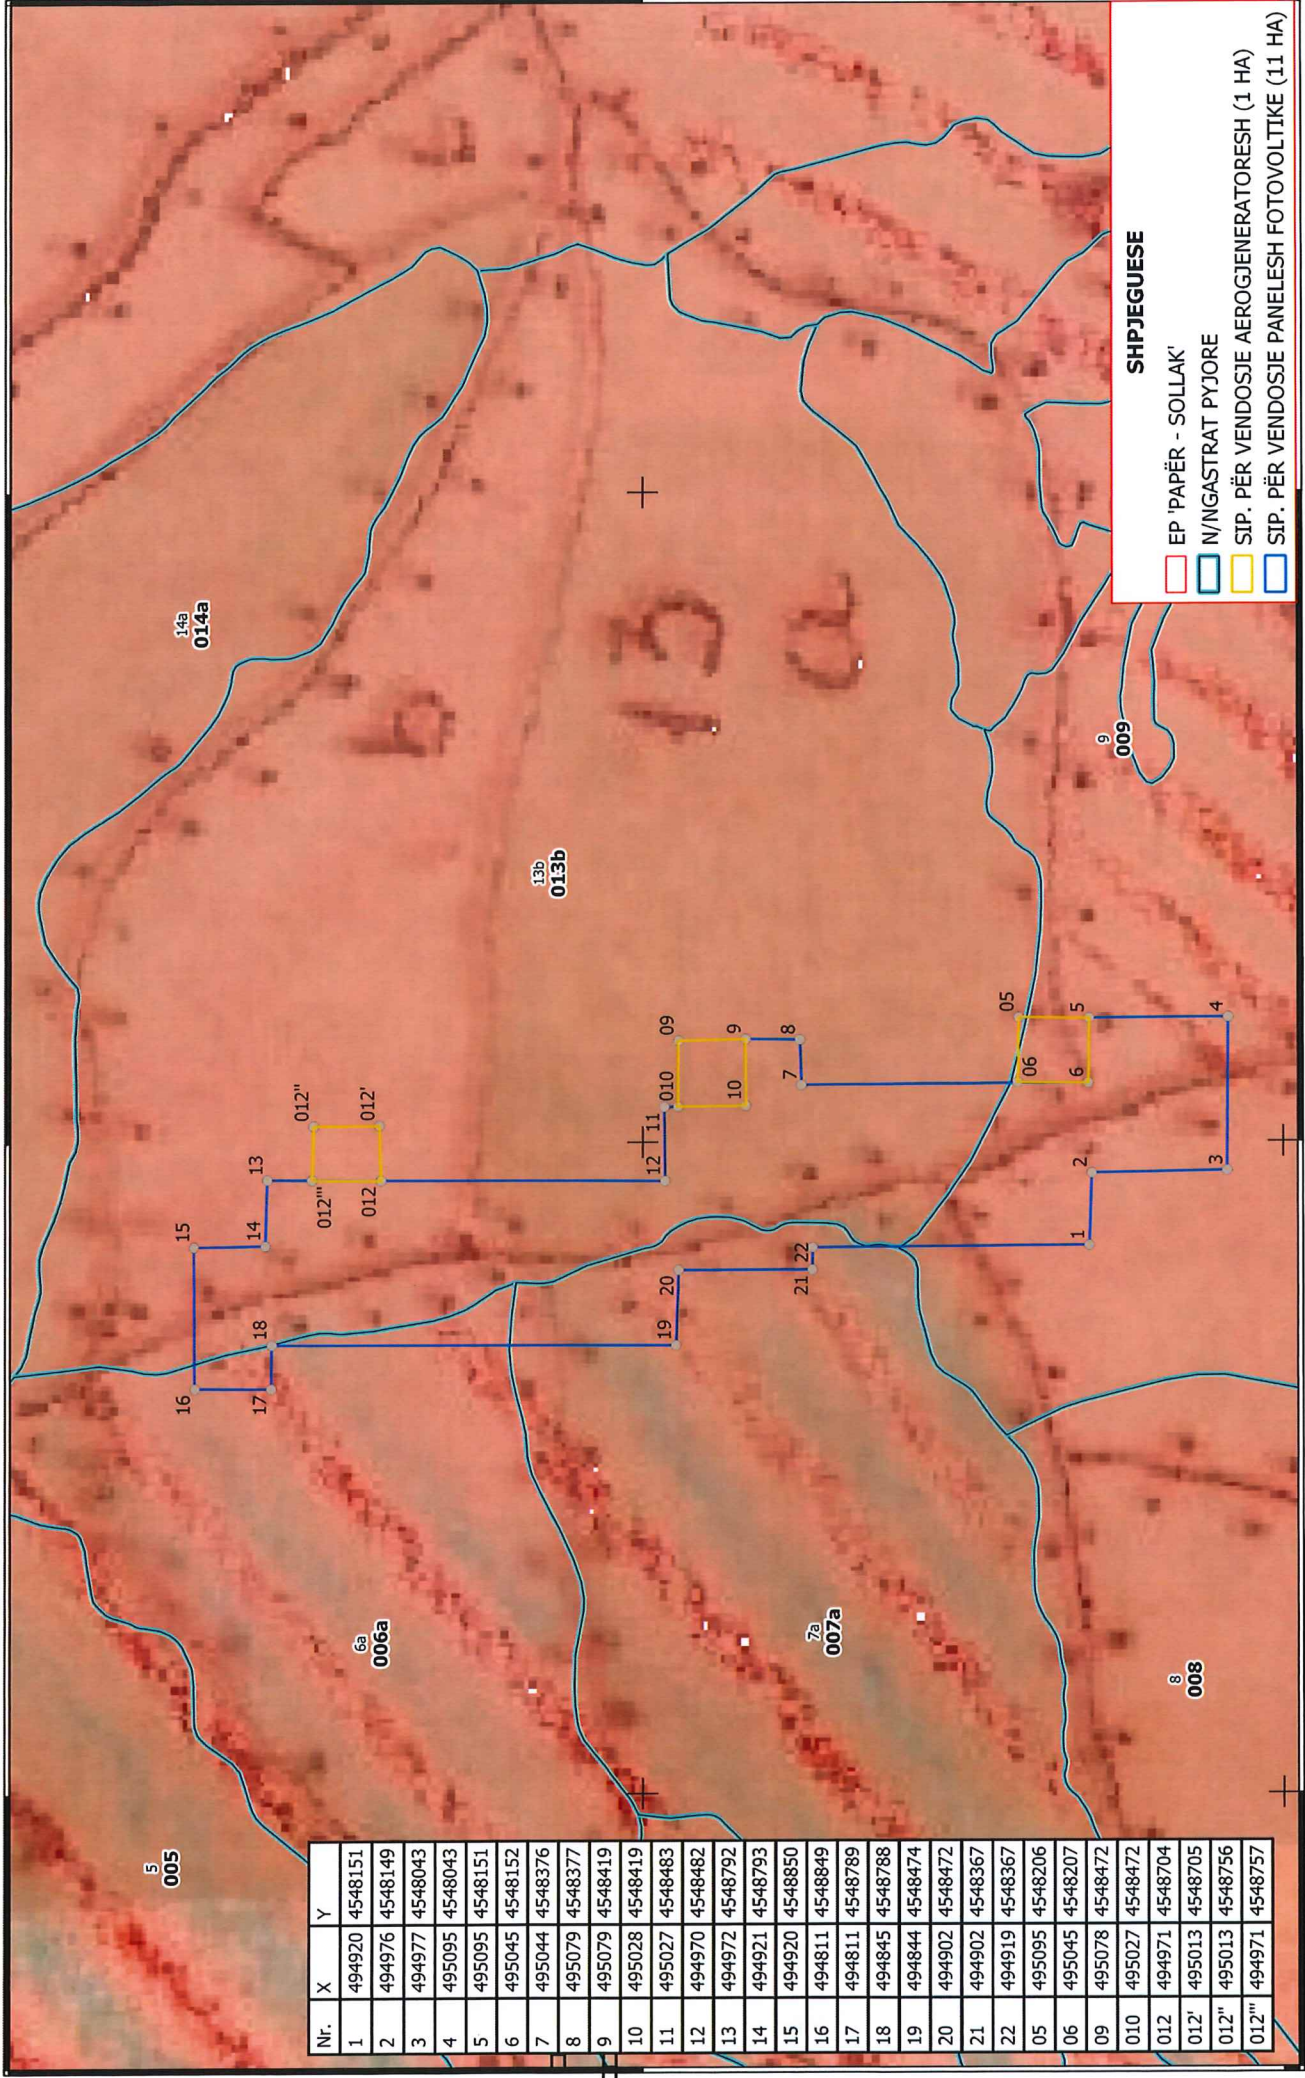 Nr. X Y
1 494920 4548151
2 494976 4548149
3 494977 4548043
4 495095 4548043
5 495095 4548151
6 495045 4548152
7 495044 4548376
8 495079 4548377
9 495079 4548419
10 495028 4548419
11 495027 4548483
12 494970 4548482
13 494972 4548792
14 494921 4548793
15 494920 4548850
16 494811 4548849
17 494811 4548789
18 494845 4548788
19 494844 4548474
20 494902 4548472
21 494902 4548367
22 494919 4548367
05 495095 4548206
06 495045 4548207
09 495078 4548472
010 495027 4548472
012 494971 4548704
012' 495013 4548705
012'' 495013 4548756
012''' 494971 4548757
5
005
6a
006a
7a
007a
8
008
14a
014a
13b
013b
9
009
b
13
a
c
16
17
18
15
14
13
012'''
012''
012
012'
19
20
21
22
12
11
010
09
10
9
7
8
06
05
6
5
1
2
3
4
SHPJEGUESE
EP 'PAPËR - SOLLAK'
N/NGASTRAT PYJORE
SIP. PËR VENDOSJE AEROGJENERATORESH (1 HA)
SIP. PËR VENDOSJE PANELESH FOTOVOLTIKE (11 HA)